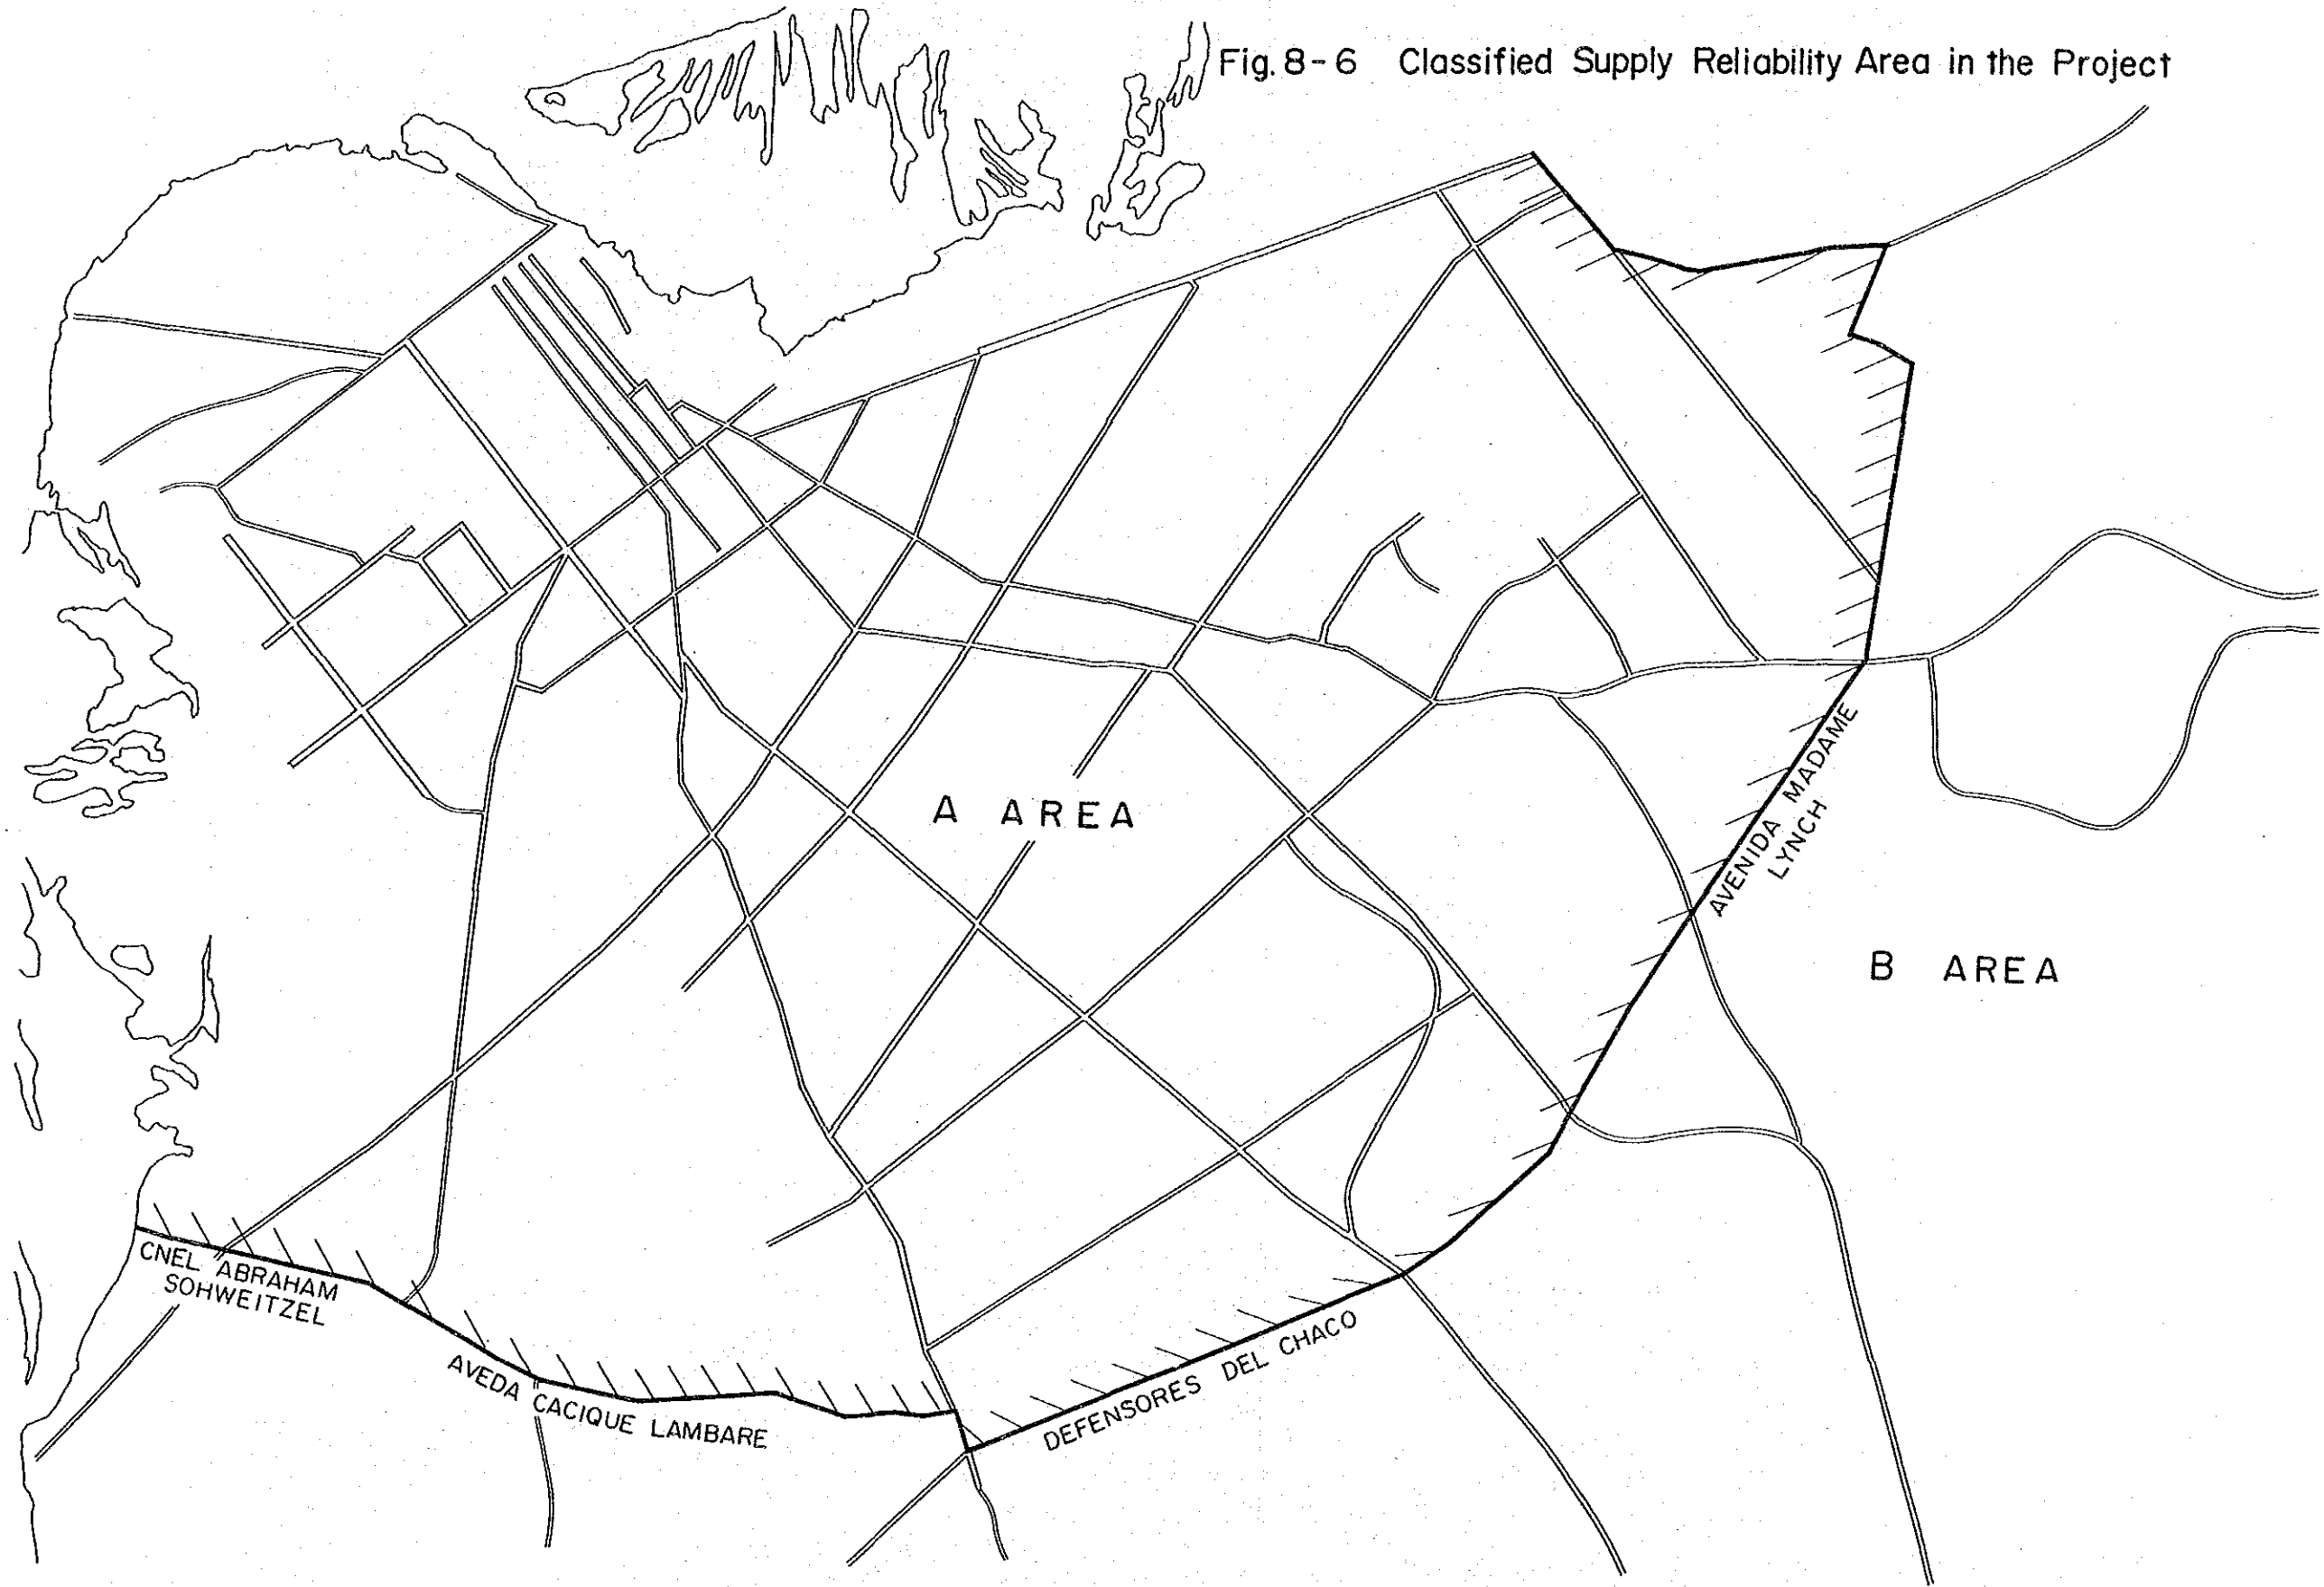 Fig. 8-6 Classified Supply Reliability Area in the Project
A AREA
AVENIDA MADAME
LYNCH
B AREA
CNEL ABRAHAM
SOHWEITZEL
AVEDA CACIQUE LAMBARE
DEFENSORES DEL CHACO